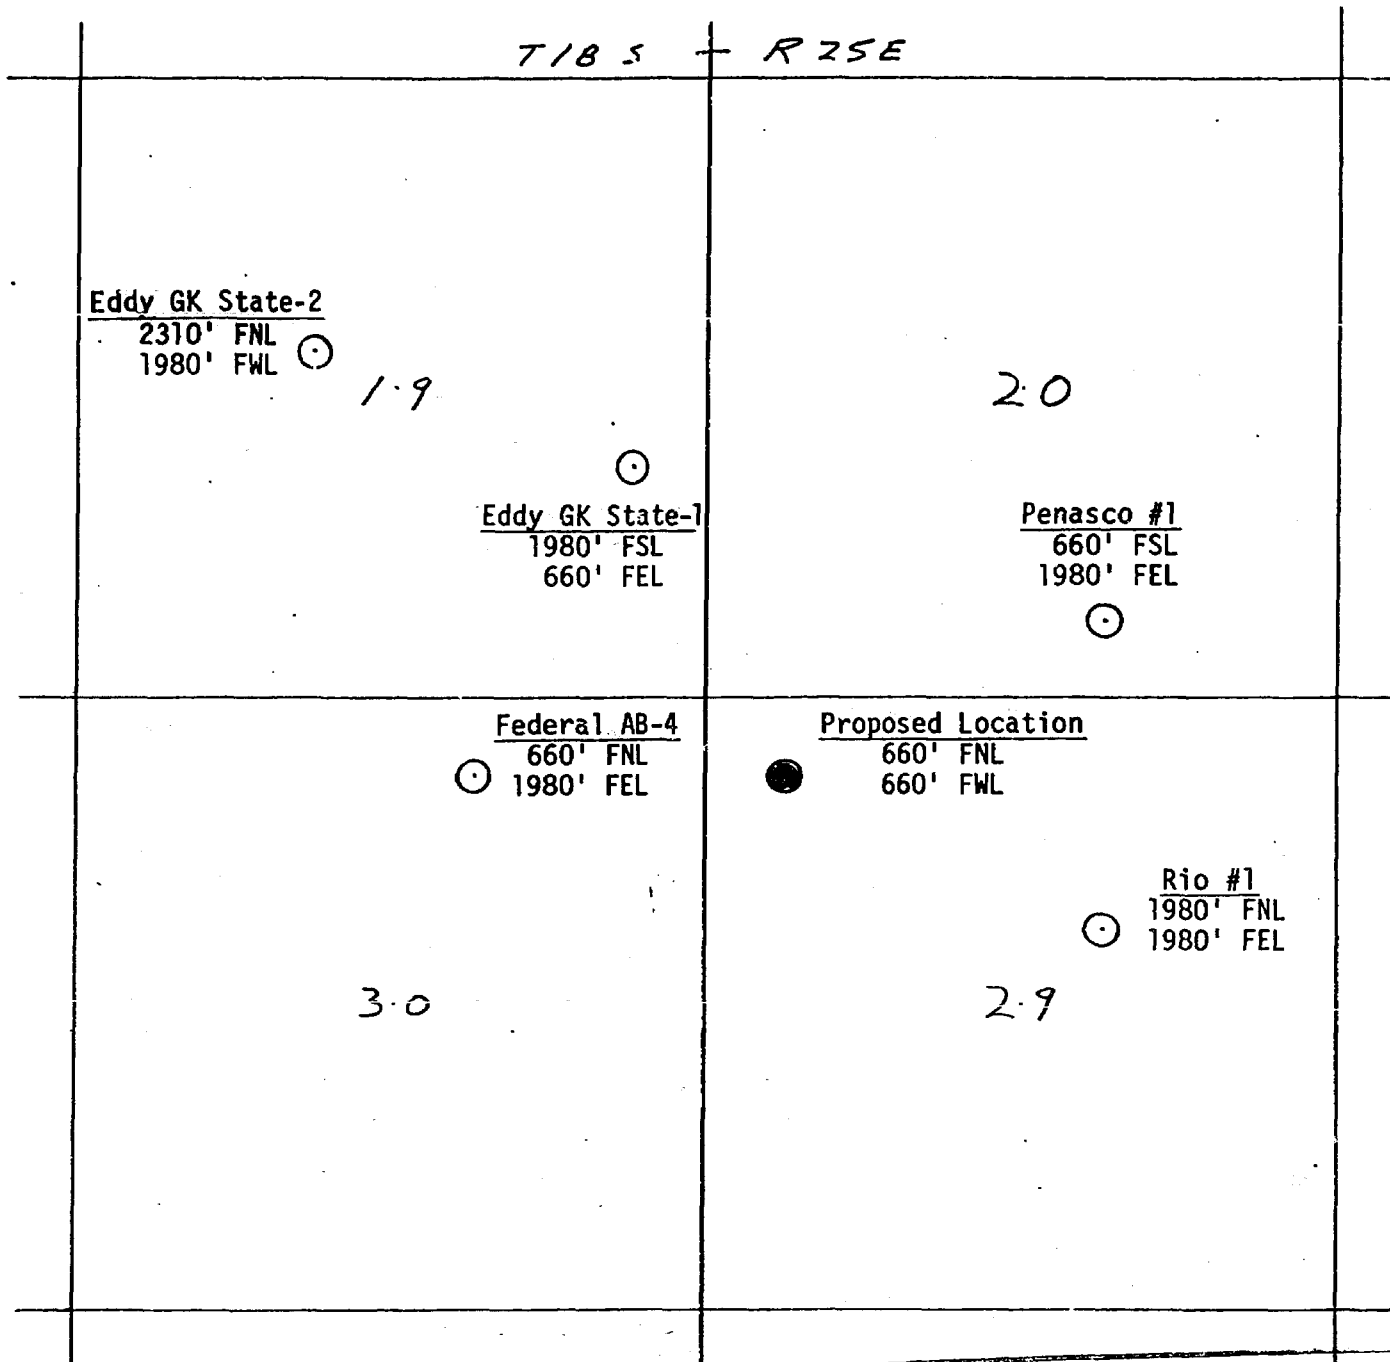 T18S - R25E
Eddy GK State-2
2310' FNL
1980' FWL
1·9
2·0
Eddy GK State-1
1980' FSL
660' FEL
Penasco #1
660' FSL
1980' FEL
Federal AB-4
660' FNL
1980' FEL
Proposed Location
660' FNL
660' FWL
Rio #1
1980' FNL
1980' FEL
3·0
2·9